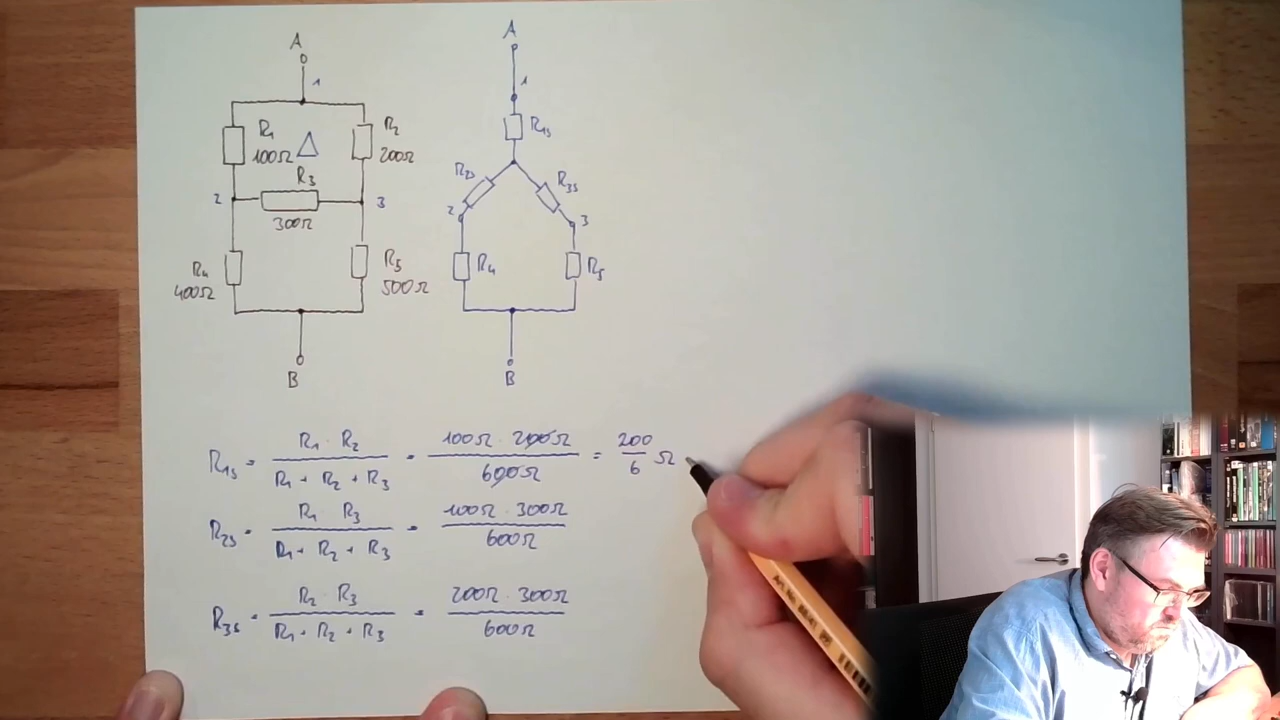 A
1
R1
100Ω
R2
200Ω
R3
300Ω
2
3
R4
400Ω
R5
500Ω
B
A
1
R1s
R2s
R3s
2
3
R4
R5
B
R1s = R1 · R2 / R1 + R2 + R3 = 100Ω · 200Ω / 600Ω = 200/6 Ω
R2s = R1 R3 / R1 + R2 + R3 = 100Ω · 300Ω / 600Ω
R3s = R2 · R3 / R1 + R2 + R3 = 200Ω · 300Ω / 600Ω